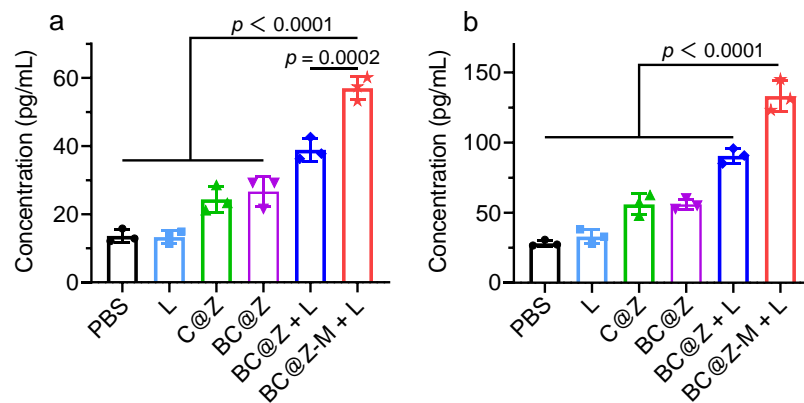 a
p < 0.0001
p = 0.0002
Concentration (pg/mL)
60
40
20
0
PBS
L
C@Z
BC@Z
BC@Z + L
BC@Z-M + L
b
p < 0.0001
Concentration (pg/mL)
150
100
50
0
PBS
L
C@Z
BC@Z
BC@Z + L
BC@Z-M + L